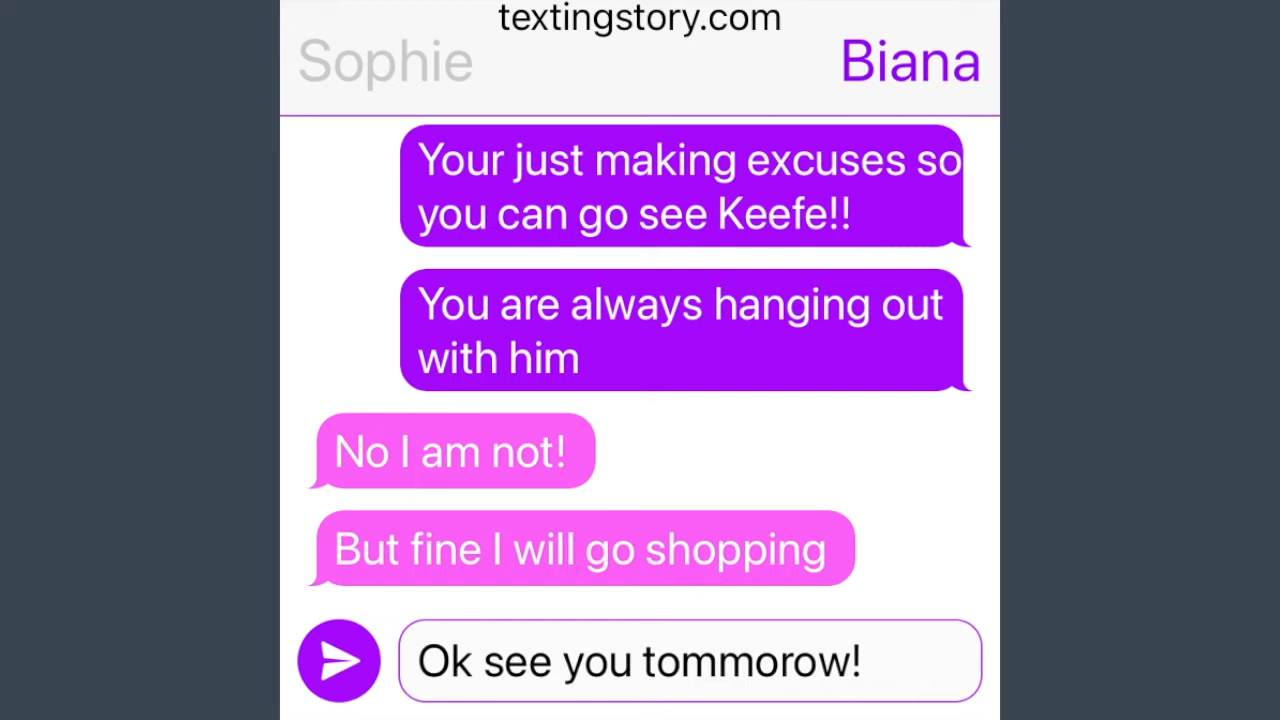 textingstory.com
Sophie
Biana
Your just making excuses so
you can go see Keefe!!
You are always hanging out
with him
No I am not!
But fine I will go shopping
Ok see you tommorow!